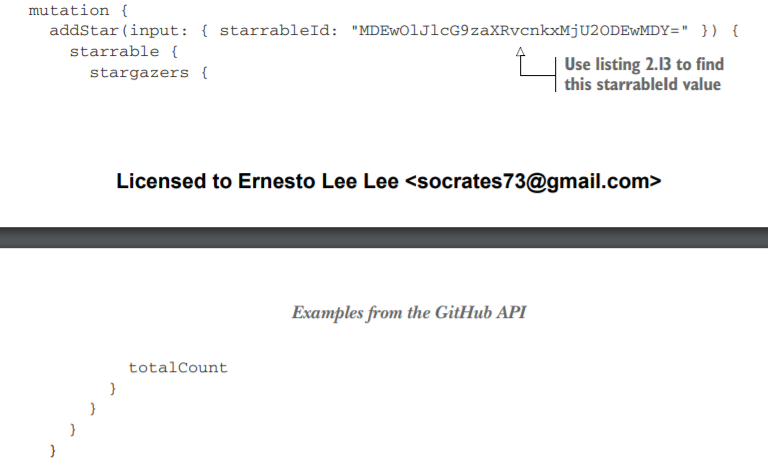 mutation {
addStar(input: { starrableId: "MDEwOlJlcG9zaXRvcnkxMjU2ODEwMDY=" }) {
starrable {
stargazers {
Use listing 2.13 to find
this starrableId value
Licensed to Ernesto Lee Lee <socrates73@gmail.com>
Examples from the GitHub API
totalCount
}
}
}
}